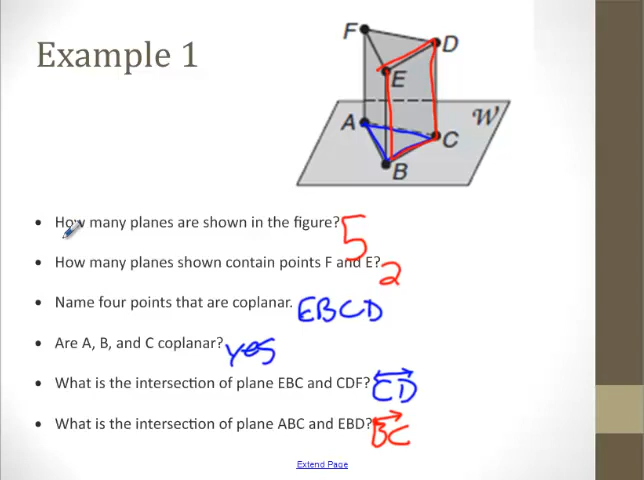 Example 1
F
D
E
A
W
C
B
• How many planes are shown in the figure? 5
• How many planes shown contain points F and E? 2
• Name four points that are coplanar. EBCD
• Are A, B, and C coplanar? yes
• What is the intersection of plane EBC and CDF? CD
• What is the intersection of plane ABC and EBD? BC
Extend Page